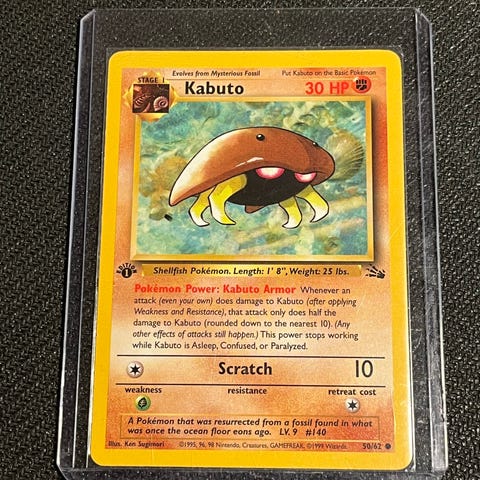 Evolves from Mysterious Fossil
Put Kabuto on the Basic Pokémon
STAGE 1
Kabuto
30 HP
EDITION
1
Shellfish Pokémon. Length: 1' 8", Weight: 25 lbs.
Pokémon Power: Kabuto Armor Whenever an
attack (even your own) does damage to Kabuto (after applying
Weakness and Resistance), that attack only does half the
damage to Kabuto (rounded down to the nearest 10). (Any
other effects of attacks still happen.) This power stops working
while Kabuto is Asleep, Confused, or Paralyzed.
Scratch 10
weakness resistance retreat cost
A Pokémon that was resurrected from a fossil found in what
was once the ocean floor eons ago. LV. 9 #140
Illus. Ken Sugimori ©1995, 96, 98 Nintendo, Creatures, GAMEFREAK. ©1999 Wizards. 50/62